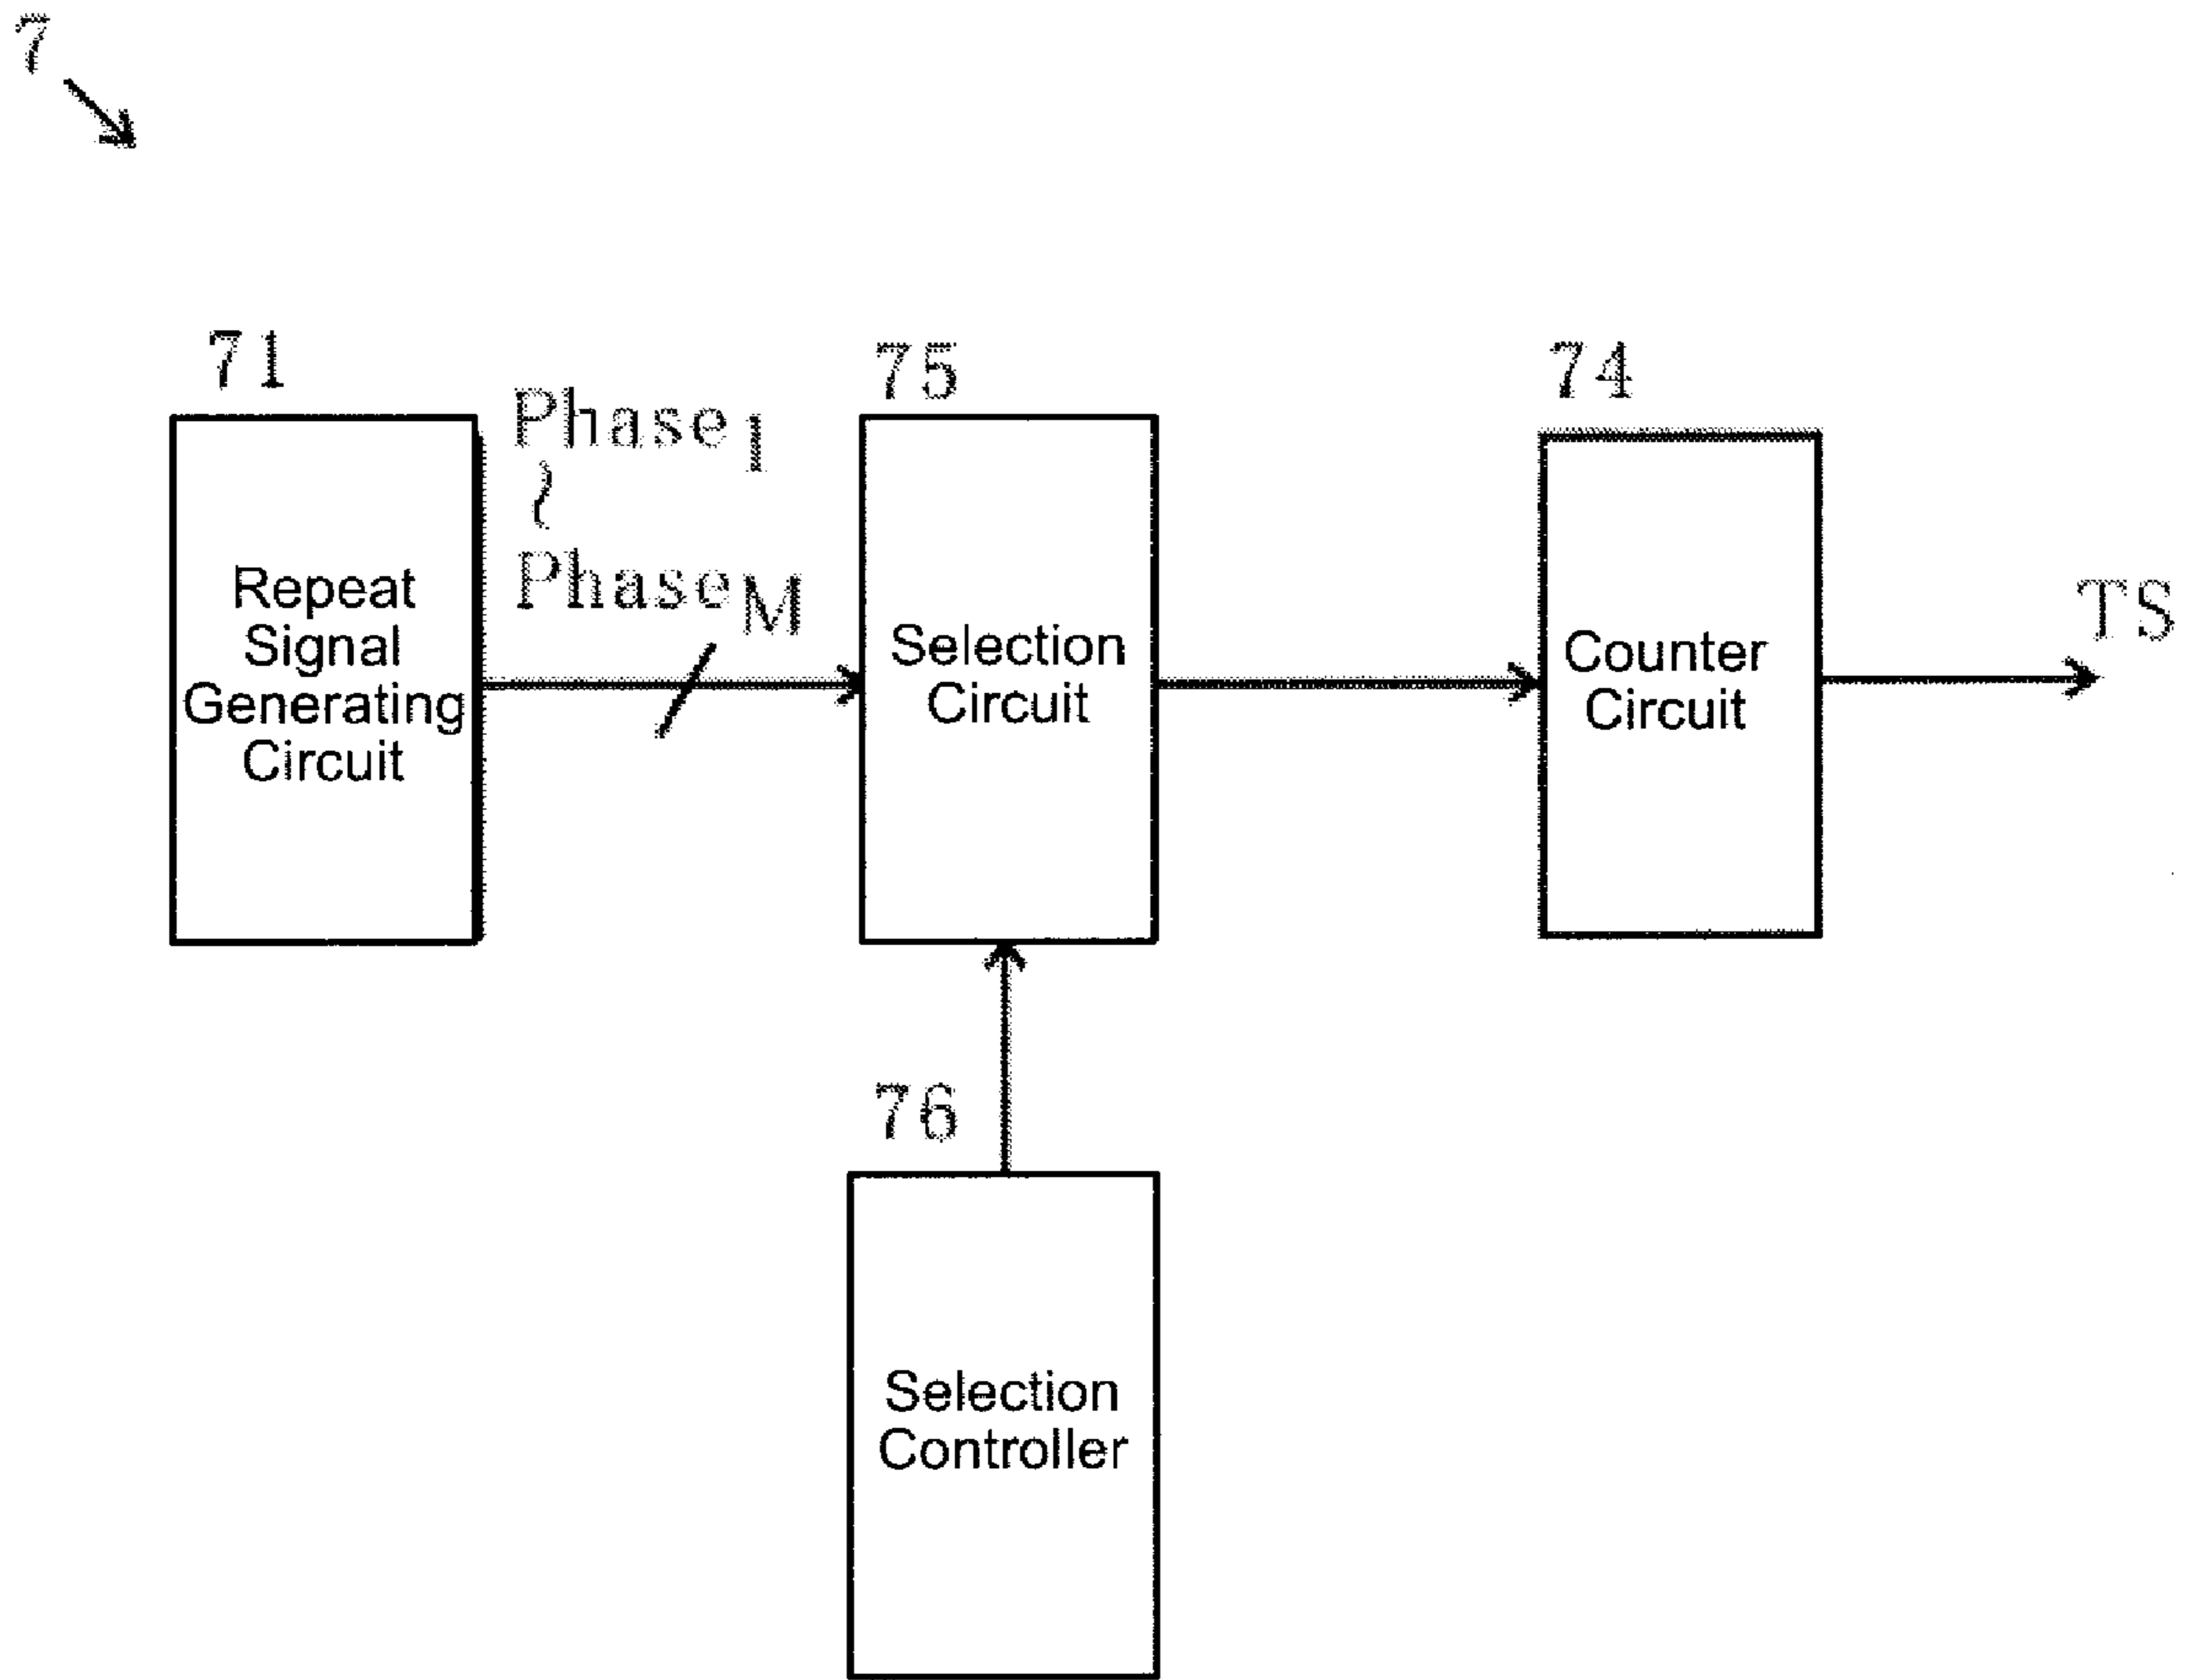 7
71
Phase1
~
PhaseM
75
74
Repeat
Signal
Generating
Circuit
Selection
Circuit
Counter
Circuit
TS
76
Selection
Controller